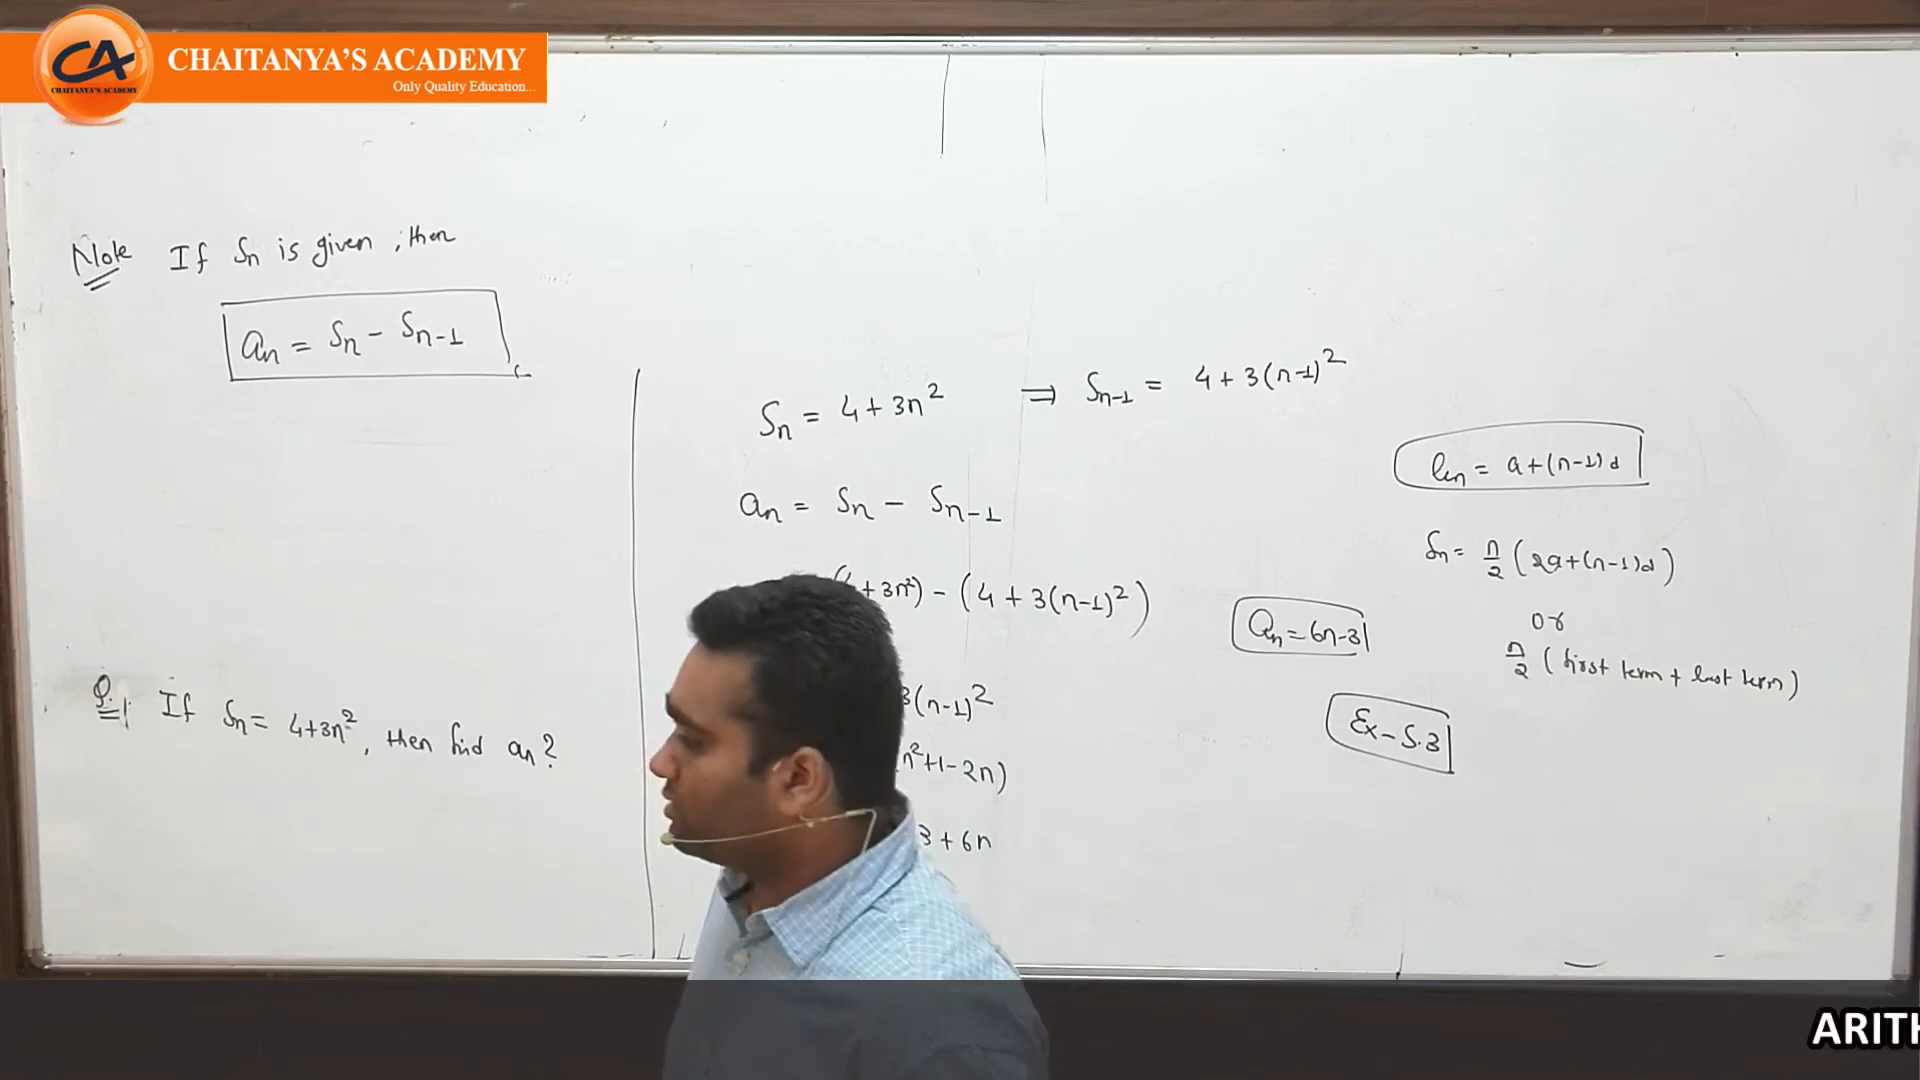 CHAITANYA'S ACADEMY
Only Quality Education...
CA
CHAITANYA'S ACADEMY
Note If Sn is given, then
an = Sn - Sn-1
Q.1 If Sn = 4+3n², then find an?
Sn = 4 + 3n² ⇒ Sn-1 = 4 + 3(n-1)²
an = Sn - Sn-1
+ 3n²) - (4 + 3(n-1)²)
3(n-1)²
n²+1-2n)
3 + 6n
an = 6n-3
= a+(n-1)d
Sn = n/2 (2a+(n-1)d)
or
n/2 (first term + last term)
Ex-5.3
ARITH